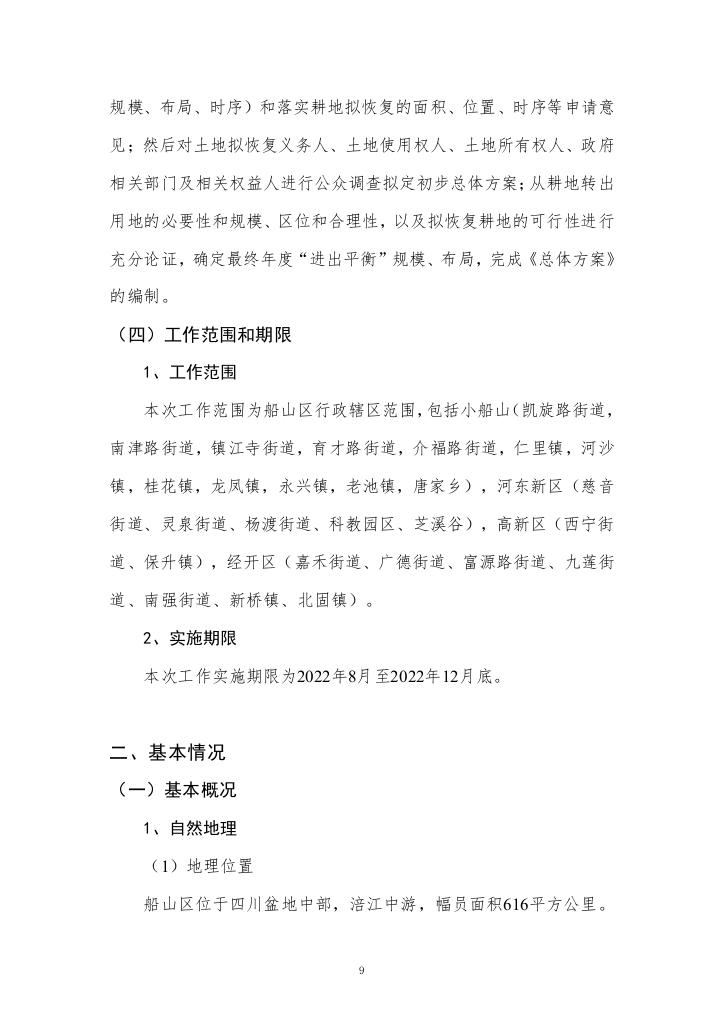 规模、布局、时序）和落实耕地拟恢复的面积、位置、时序等申请意
见；然后对土地拟恢复义务人、土地使用权人、土地所有权人、政府
相关部门及相关权益人进行公众调查拟定初步总体方案；从耕地转出
用地的必要性和规模、区位和合理性，以及拟恢复耕地的可行性进行
充分论证，确定最终年度“进出平衡”规模、布局，完成《总体方案》
的编制。
（四）工作范围和期限
1、工作范围
本次工作范围为船山区行政辖区范围，包括小船山（凯旋路街道，
南津路街道，镇江寺街道，育才路街道，介福路街道，仁里镇，河沙
镇，桂花镇，龙凤镇，永兴镇，老池镇，唐家乡），河东新区（慈音
街道、灵泉街道、杨渡街道、科教园区、芝溪谷），高新区（西宁街
道、保升镇），经开区（嘉禾街道、广德街道、富源路街道、九莲街
道、南强街道、新桥镇、北固镇）。
2、实施期限
本次工作实施期限为2022年8月至2022年12月底。
二、基本情况
（一）基本概况
1、自然地理
（1）地理位置
船山区位于四川盆地中部，涪江中游，幅员面积616平方公里。
9